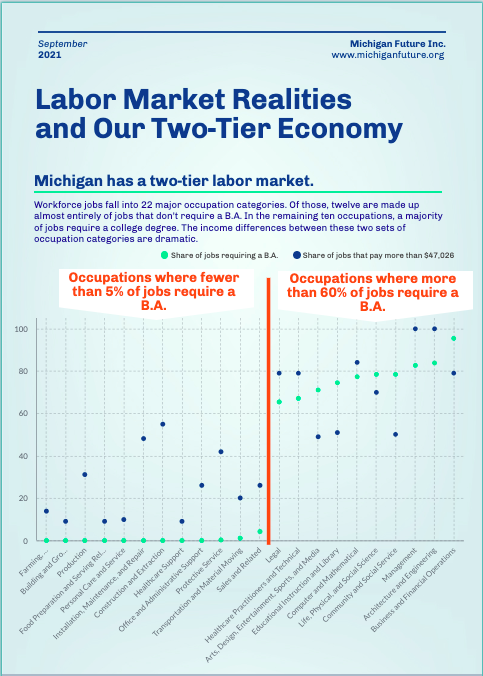 September
2021
Michigan Future Inc.
www.michiganfuture.org
Labor Market Realities
and Our Two-Tier Economy
Michigan has a two-tier labor market.
Workforce jobs fall into 22 major occupation categories. Of those, twelve are made up
almost entirely of jobs that don't require a B.A. In the remaining ten occupations, a majority
of jobs require a college degree. The income differences between these two sets of
occupation categories are dramatic.
Share of jobs requiring a B.A.
Share of jobs that pay more than $47,026
Occupations where fewer
than 5% of jobs require a
B.A.
Occupations where more
than 60% of jobs require a
B.A.
100
80
60
40
20
0
Farming, ...
Building and Gro...
Production
Food Preparation and Serving Rel...
Personal Care and Service
Installation, Maintenance, and Repair
Construction and Extraction
Healthcare Support
Office and Administrative Support
Protective Service
Transportation and Material Moving
Sales and Related
Legal
Healthcare Practitioners and Technical
Arts, Design, Entertainment, Sports, and Media
Educational Instruction and Library
Computer and Mathematical
Life, Physical, and Social Science
Community and Social Service
Management
Architecture and Engineering
Business and Financial Operations